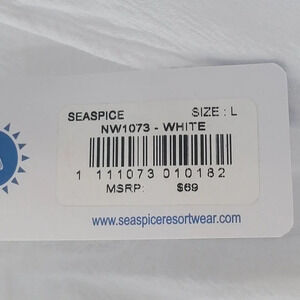 SEASPICE SIZE : L
NW1073 - WHITE
1 111073 010182
MSRP: $69
www.seaspiceresortwear.com